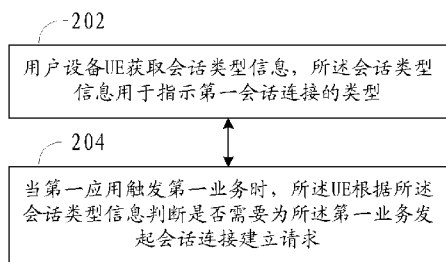 202
用户设备UE获取会话类型信息，所述会话类型
信息用于指示第一会话连接的类型
204
当第一应用触发第一业务时，所述UE根据所述
会话类型信息判断是否需要为所述第一业务发
起会话连接建立请求